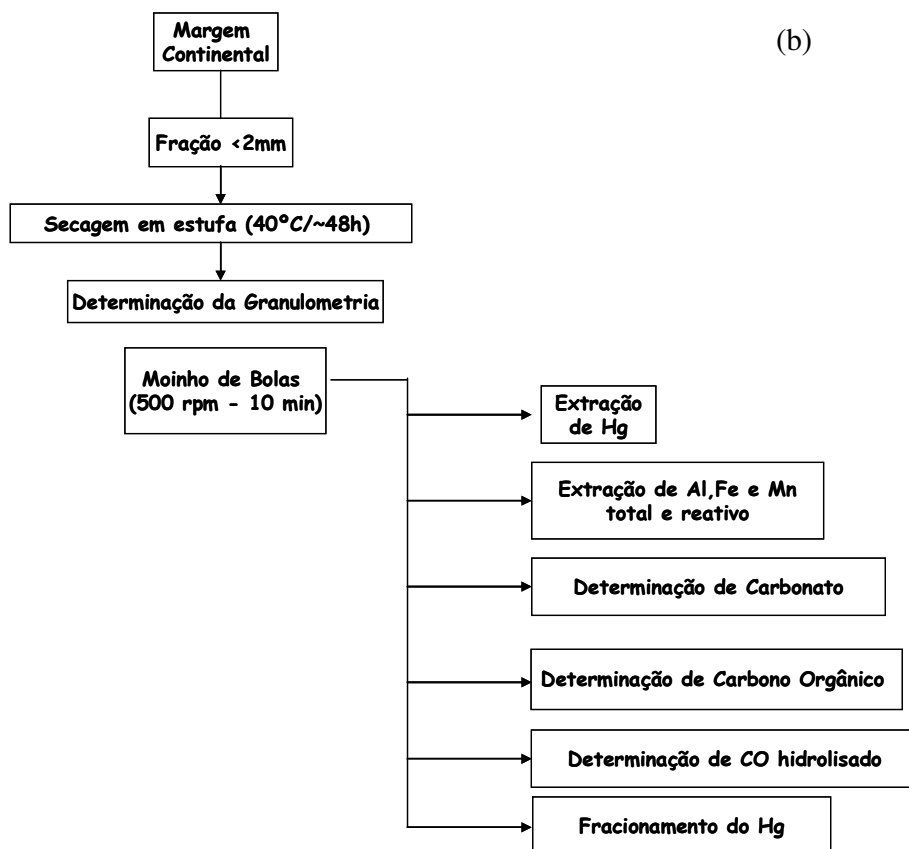 Margem
Continental
(b)
Fração <2mm
Secagem em estufa (40ºC/~48h)
Determinação da Granulometria
Moinho de Bolas
(500 rpm - 10 min)
Extração
de Hg
Extração de Al,Fe e Mn
total e reativo
Determinação de Carbonato
Determinação de Carbono Orgânico
Determinação de CO hidrolisado
Fracionamento do Hg